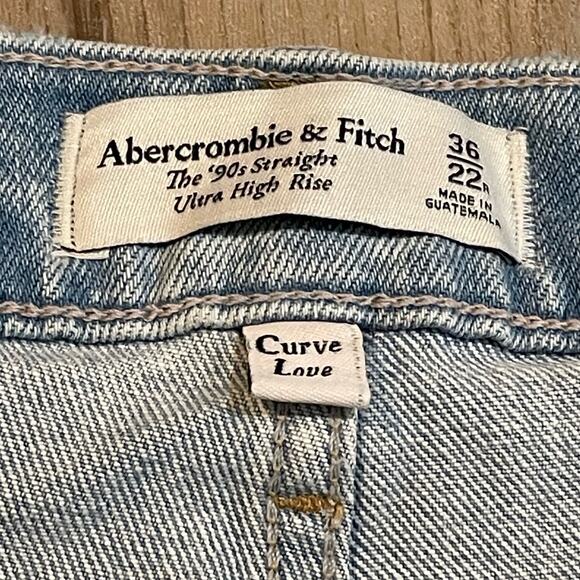 Abercrombie & Fitch
The '90s Straight
Ultra High Rise
36
22R
MADE IN
GUATEMALA
Curve
Love